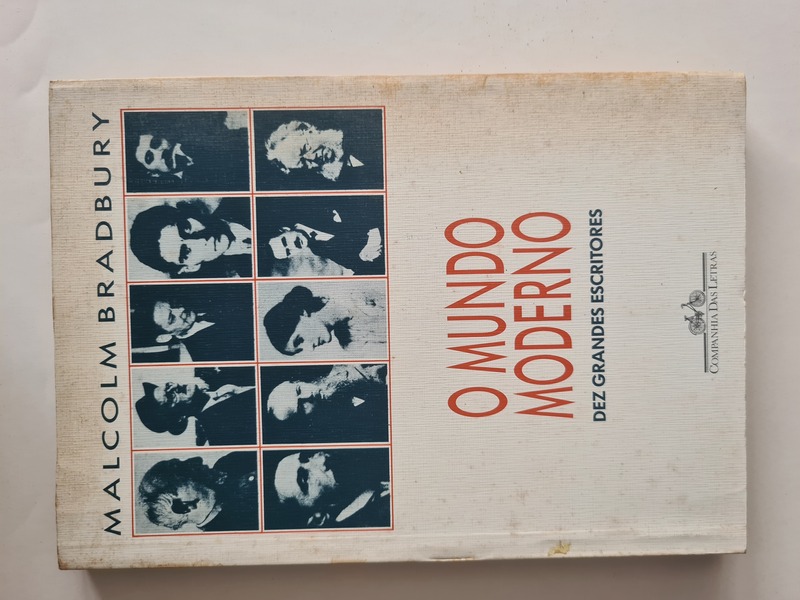 MALCOLM BRADBURY
O MUNDO
MODERNO
DEZ GRANDES ESCRITORES
COMPANHIA DAS LETRAS